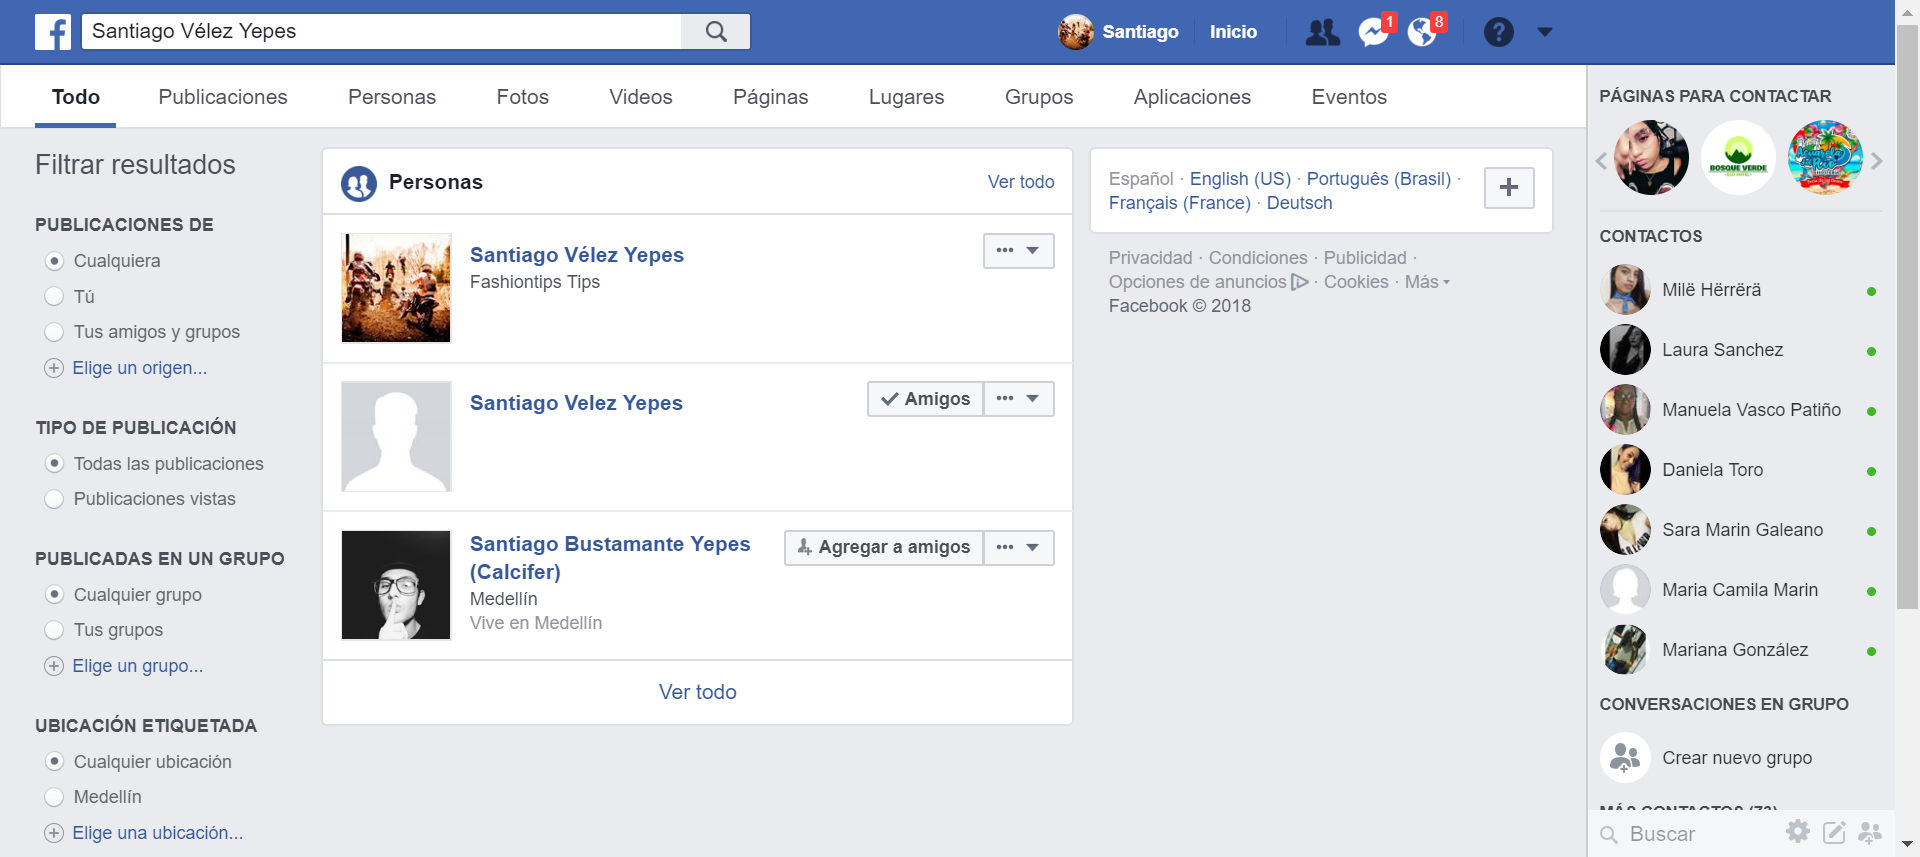 Santiago Vélez Yepes
Santiago
Inicio
1
8
Todo
Publicaciones
Personas
Fotos
Videos
Páginas
Lugares
Grupos
Aplicaciones
Eventos
Filtrar resultados
PUBLICACIONES DE
Cualquiera
Tú
Tus amigos y grupos
Elige un origen...
TIPO DE PUBLICACIÓN
Todas las publicaciones
Publicaciones vistas
PUBLICADAS EN UN GRUPO
Cualquier grupo
Tus grupos
Elige un grupo...
UBICACIÓN ETIQUETADA
Cualquier ubicación
Medellín
Elige una ubicación...
Personas
Ver todo
Santiago Vélez Yepes
Fashiontips Tips
Santiago Velez Yepes
Amigos
Santiago Bustamante Yepes
(Calcifer)
Agregar a amigos
Medellín
Vive en Medellín
Ver todo
Español · English (US) · Português (Brasil) ·
Français (France) · Deutsch
Privacidad · Condiciones · Publicidad ·
Opciones de anuncios · Cookies · Más
Facebook © 2018
PÁGINAS PARA CONTACTAR
BOSQUE VERDE
CONTACTOS
Milë Hërrërä
Laura Sanchez
Manuela Vasco Patiño
Daniela Toro
Sara Marin Galeano
Maria Camila Marin
Mariana González
CONVERSACIONES EN GRUPO
Crear nuevo grupo
MÁS CONTACTOS (73)
Buscar